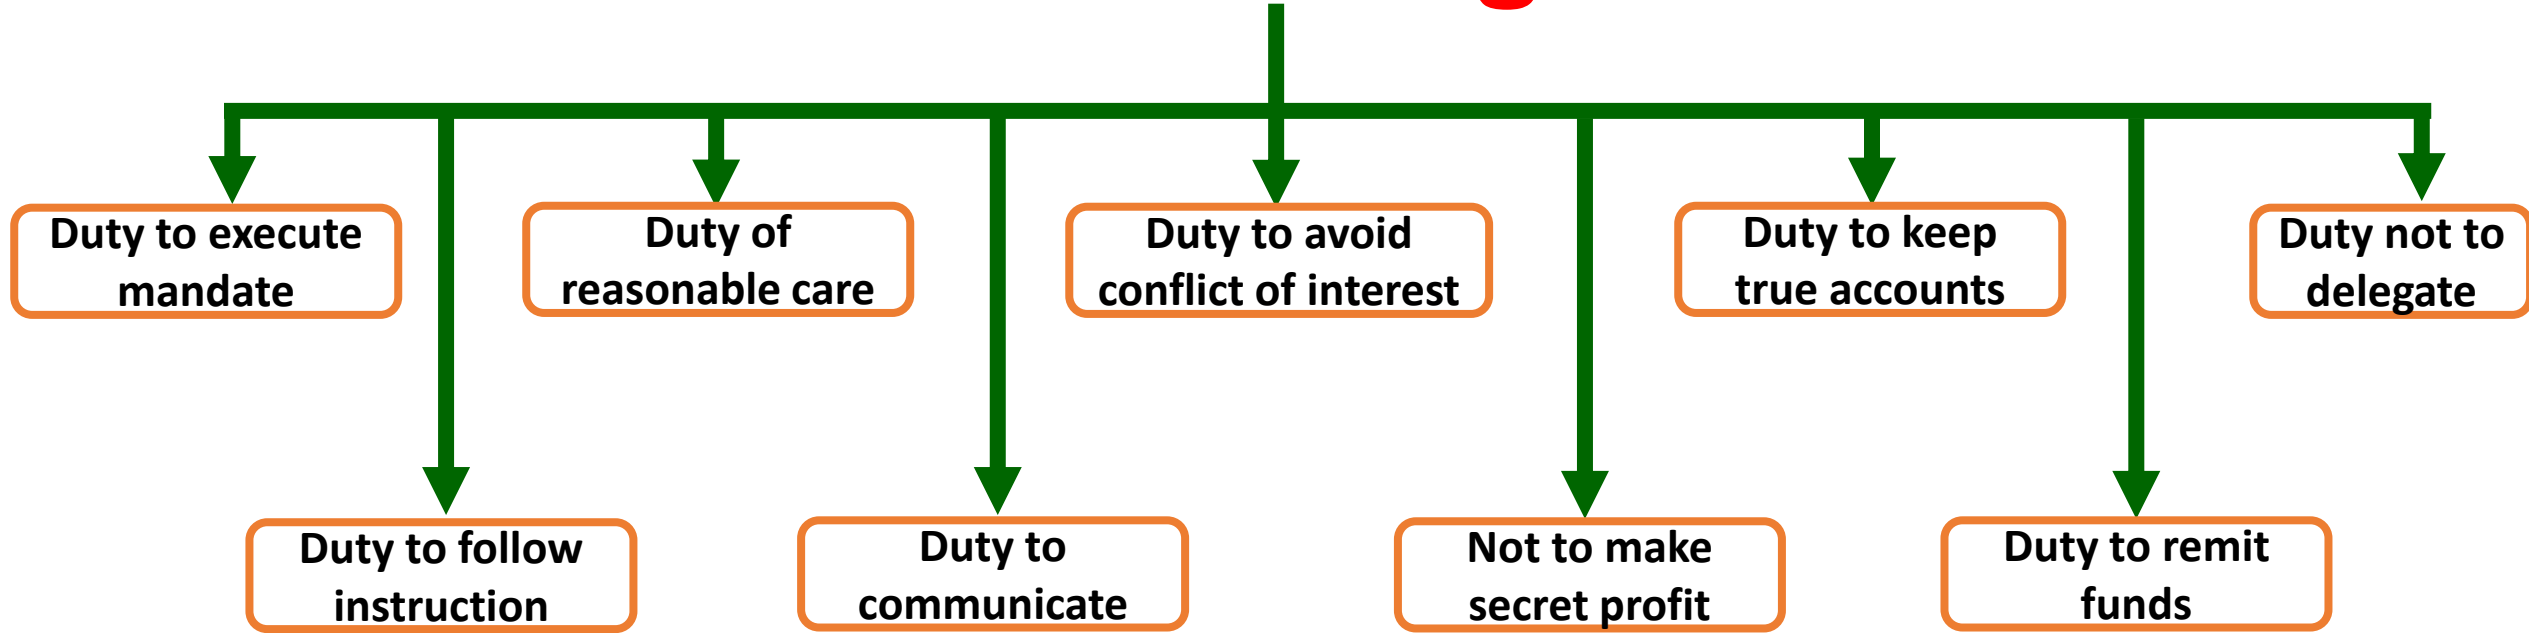 Duty to execute
mandate
Duty to follow
instruction
Duty of
reasonable care
Duty to
communicate
Duty to avoid
conflict of interest
Not to make
secret profit
Duty to keep
true accounts
Duty to remit
funds
Duty not to
delegate